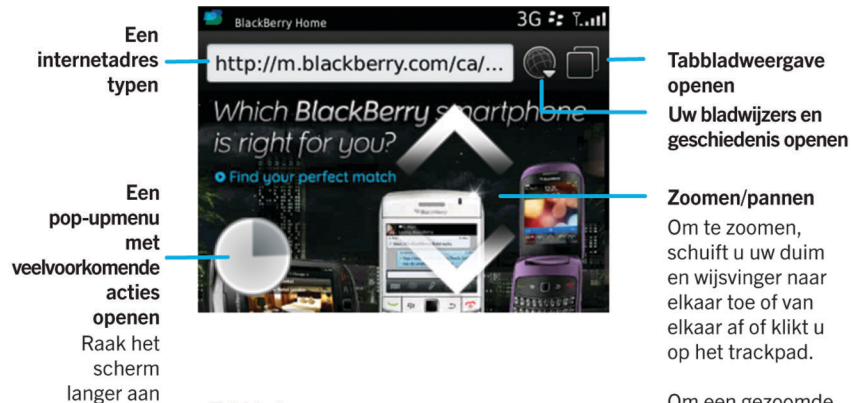 BlackBerry Home
3G
http://m.blackberry.com/ca/...
Which BlackBerry smartphone
is right for you?
Find your perfect match
Een
internetadres
typen
Een
pop-upmenu
met
veelvoorkomende
acties
openen
Raak het
scherm
langer aan
Tabbladweergave
openen
Uw bladwijzers en
geschiedenis openen
Zoomen/pannen
Om te zoomen,
schuift u uw duim
en wijsvinger naar
elkaar toe of van
elkaar af of klikt u
op het trackpad.
Om een gezoomde